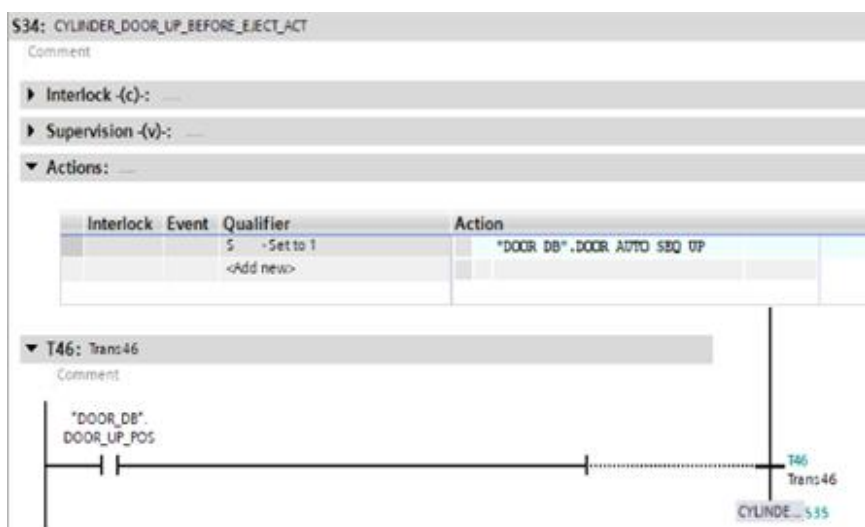 S34: CYLINDER_DOOR_UP_BEFORE_EJECT_ACT
Comment
Interlock -(c)-:
Supervision -(v)-:
Actions:
Interlock Event Qualifier Action
S - Set to 1 "DOOR DB".DOOR AUTO SEQ UP
<Add new>
T46: Trans46
Comment
"DOOR_DB".
DOOR_UP_POS
T46
Trans46
CYLINDE... S35